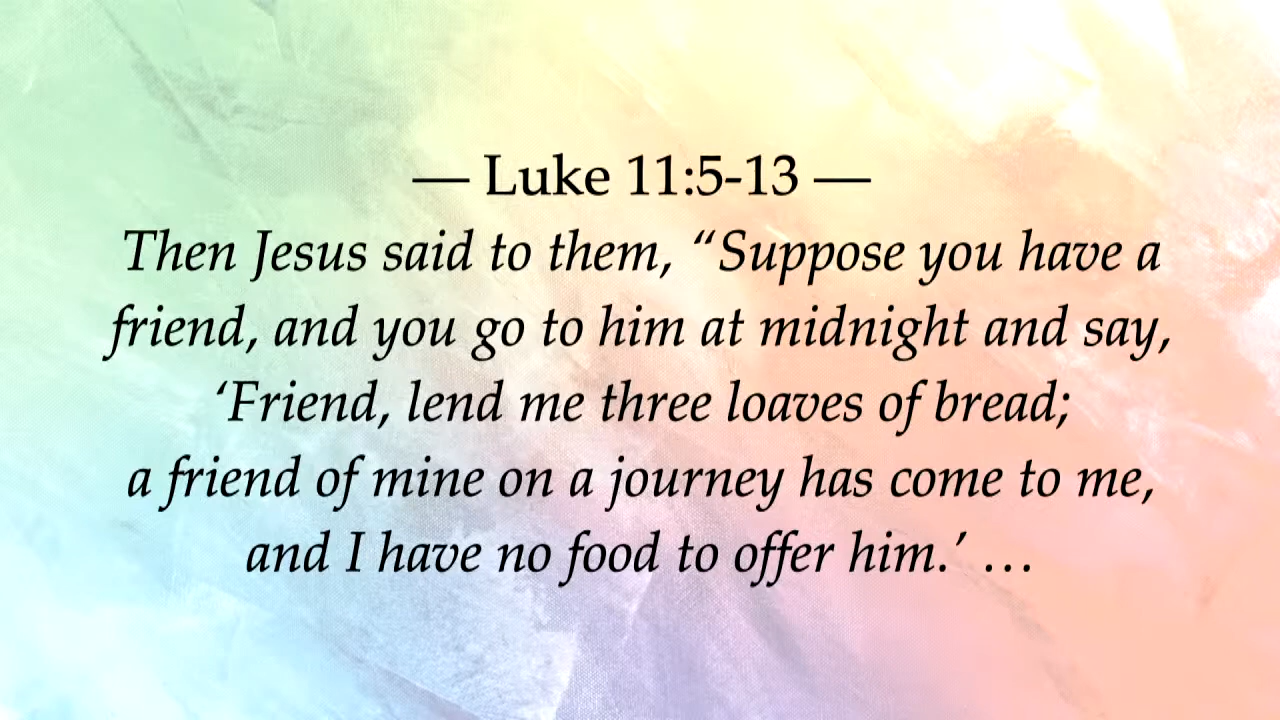 — Luke 11:5-13 —
Then Jesus said to them, “Suppose you have a
friend, and you go to him at midnight and say,
‘Friend, lend me three loaves of bread;
a friend of mine on a journey has come to me,
and I have no food to offer him.’ …